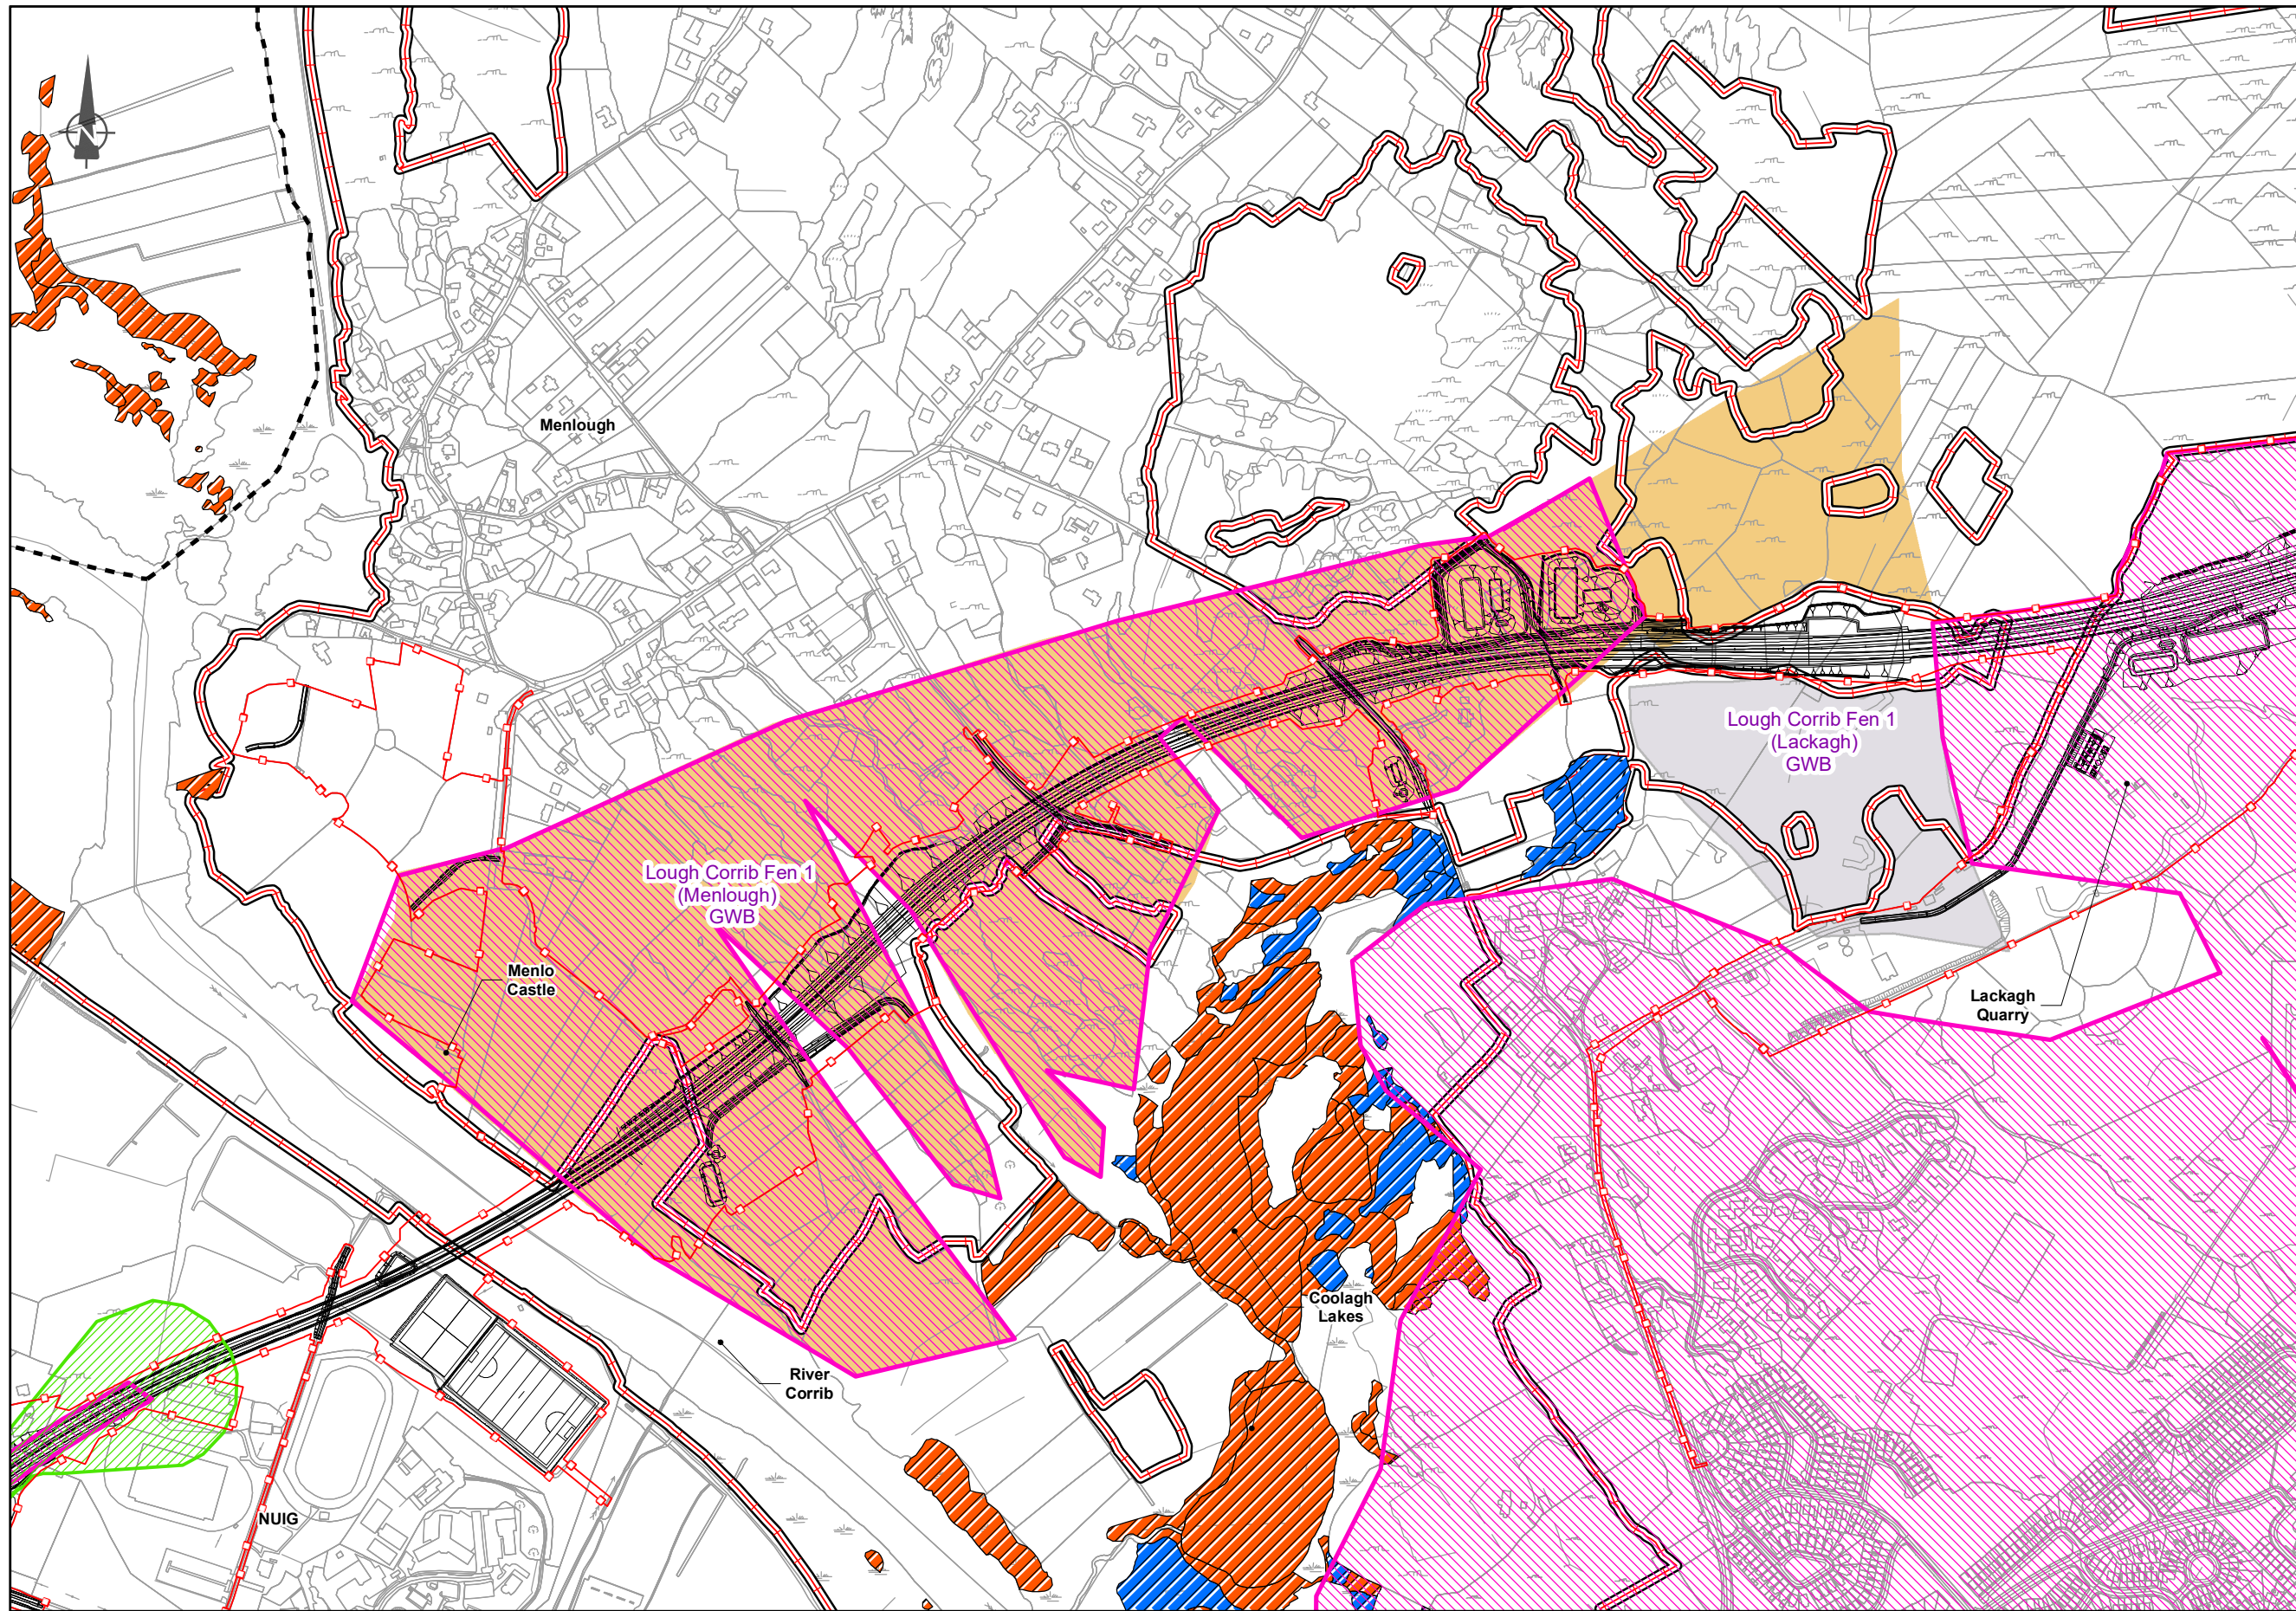 N
Menlough
Lough Corrib Fen 1
(Lackagh)
GWB
Lough Corrib Fen 1
(Menlough)
GWB
Menlo
Castle
Lackagh
Quarry
Coolagh
Lakes
River
Corrib
NUIG